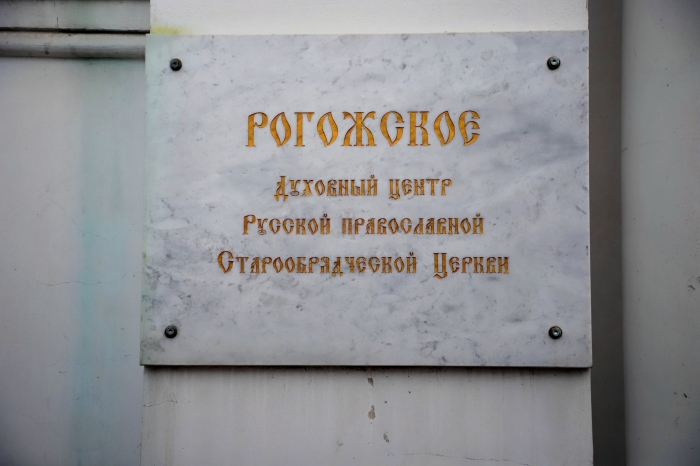 РОГОЖСКОЕ
Духовный центр
Русской православной
Старообрядческой Церкви